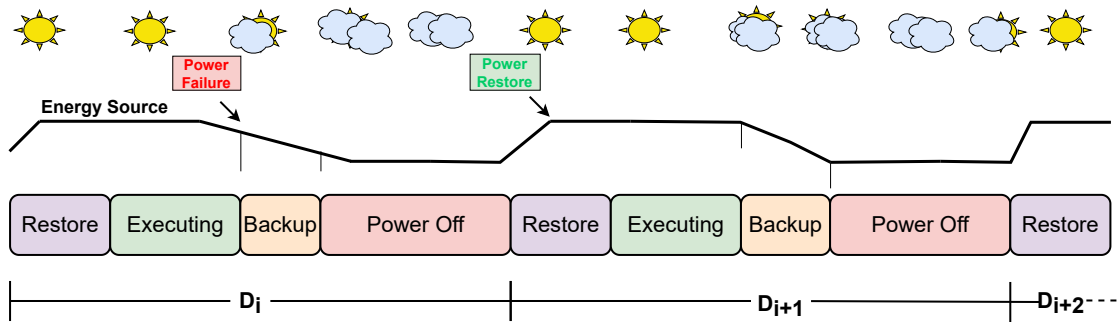 Power
Failure
Power
Restore
Energy Source
Restore
Executing
Backup
Power Off
Restore
Executing
Backup
Power Off
Restore
Di
Di+1
Di+2